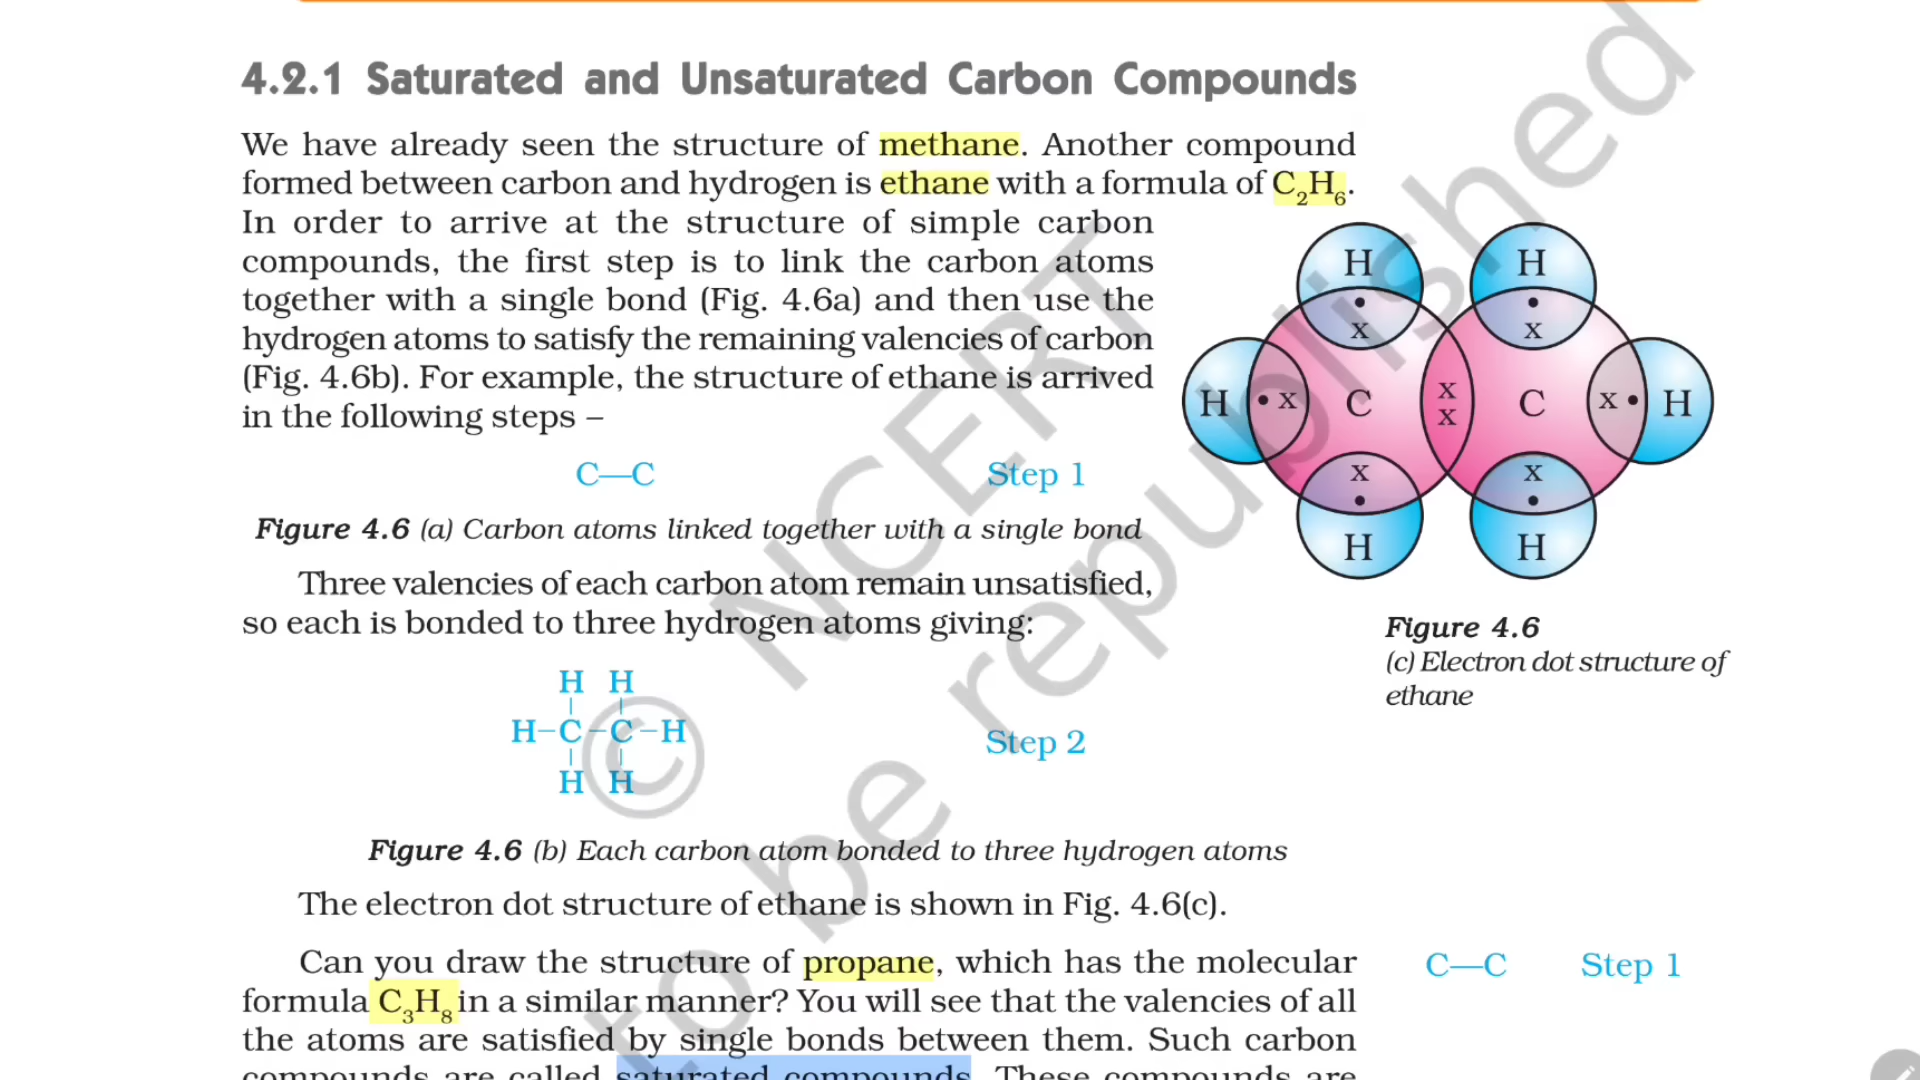 4.2.1 Saturated and Unsaturated Carbon Compounds
We have already seen the structure of methane. Another compound
formed between carbon and hydrogen is ethane with a formula of C₂H₆.
In order to arrive at the structure of simple carbon
compounds, the first step is to link the carbon atoms
together with a single bond (Fig. 4.6a) and then use the
hydrogen atoms to satisfy the remaining valencies of carbon
(Fig. 4.6b). For example, the structure of ethane is arrived
in the following steps –
C—C Step 1
Figure 4.6 (a) Carbon atoms linked together with a single bond
Three valencies of each carbon atom remain unsatisfied,
so each is bonded to three hydrogen atoms giving:
H H
H–C–C–H
H H
Step 2
Figure 4.6 (b) Each carbon atom bonded to three hydrogen atoms
The electron dot structure of ethane is shown in Fig. 4.6(c).
Can you draw the structure of propane, which has the molecular
formula C₃H₈ in a similar manner? You will see that the valencies of all
the atoms are satisfied by single bonds between them. Such carbon
compounds are called saturated compounds. These compounds are
H H
• •
x x
H • x C x C x • H
x
x x
• •
H H
Figure 4.6
(c) Electron dot structure of
ethane
C—C Step 1
© NCERT
to be republished